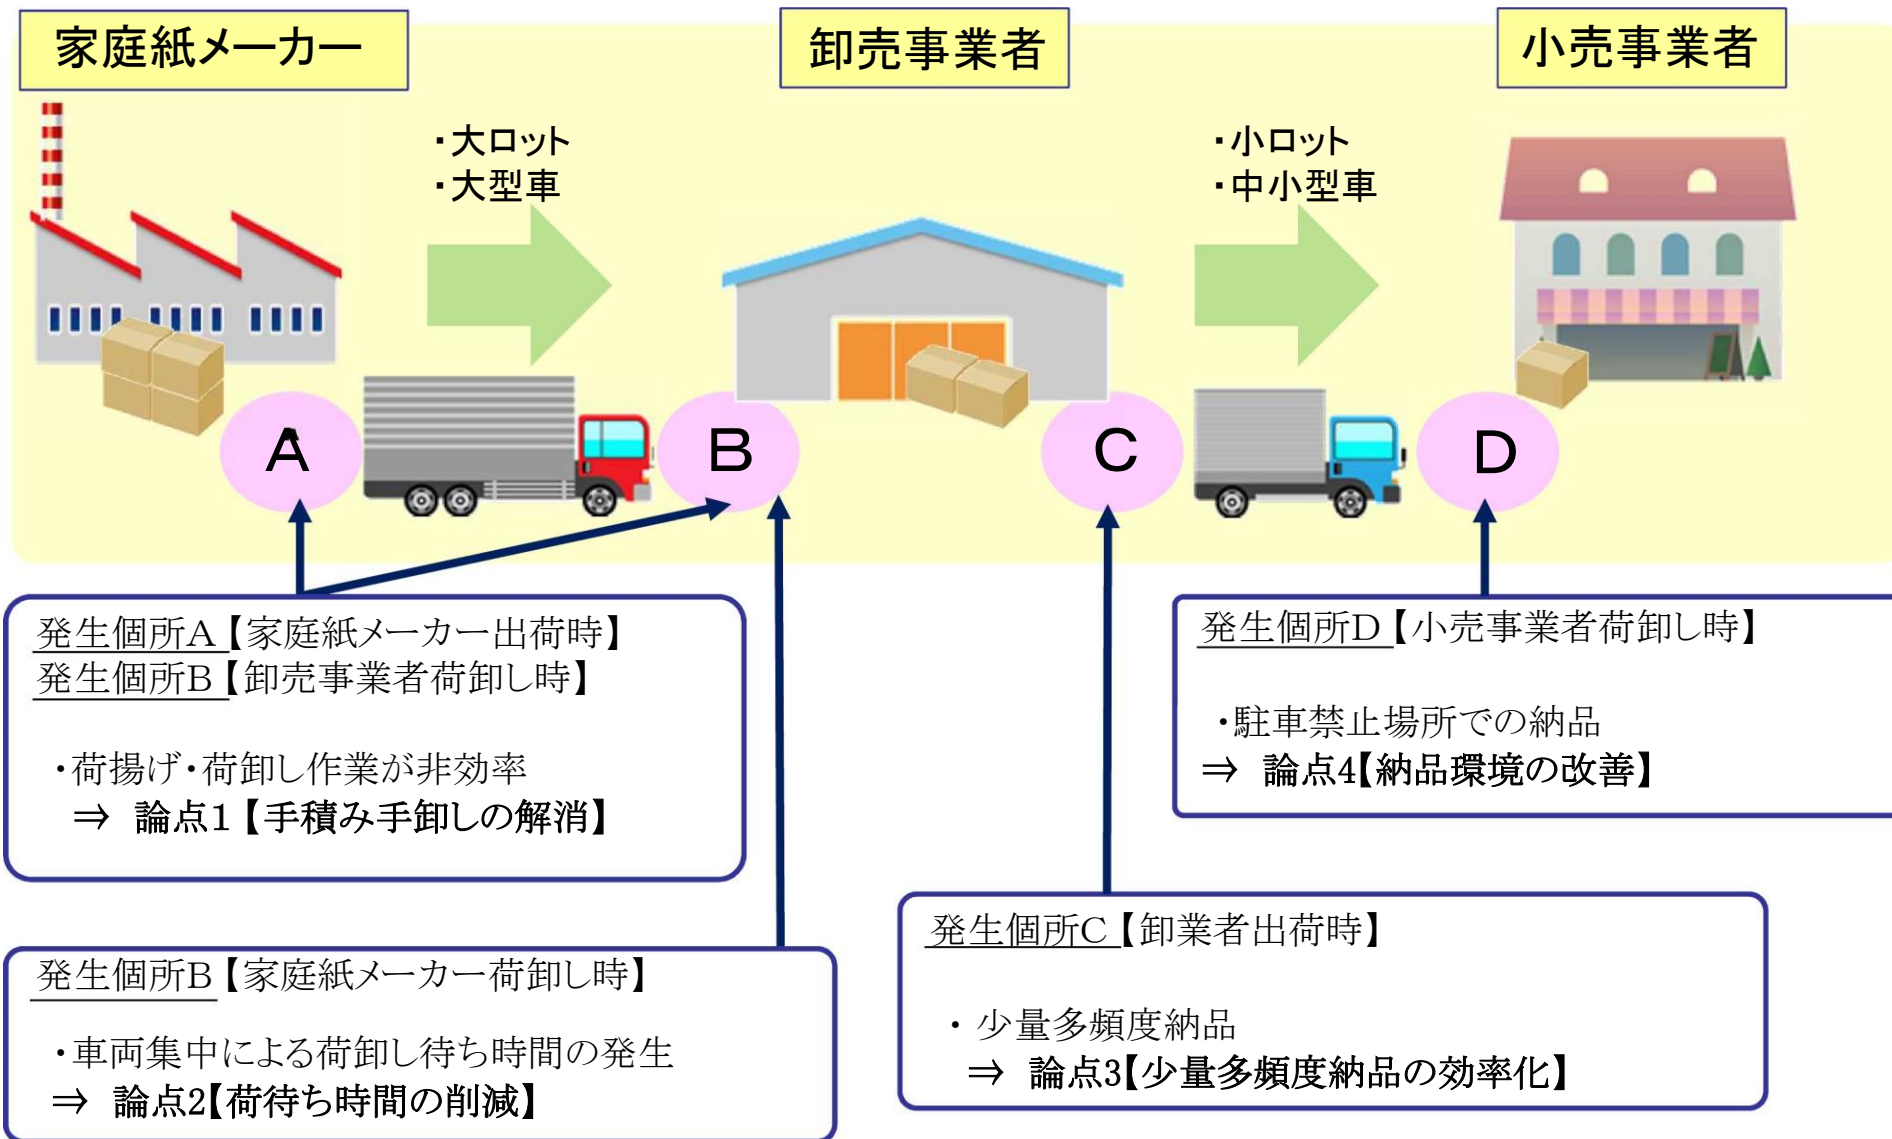 家庭紙メーカー
卸売事業者
小売事業者
・大ロット
・大型車
・小ロット
・中小型車
A
B
C
D
発生個所A【家庭紙メーカー出荷時】
発生個所B【卸売事業者荷卸し時】
・荷揚げ・荷卸し作業が非効率
⇒ 論点1【手積み手卸しの解消】
発生個所D【小売事業者荷卸し時】
・駐車禁止場所での納品
⇒ 論点4【納品環境の改善】
発生個所B【家庭紙メーカー荷卸し時】
・車両集中による荷卸し待ち時間の発生
⇒ 論点2【荷待ち時間の削減】
発生個所C【卸業者出荷時】
・ 少量多頻度納品
⇒ 論点3【少量多頻度納品の効率化】